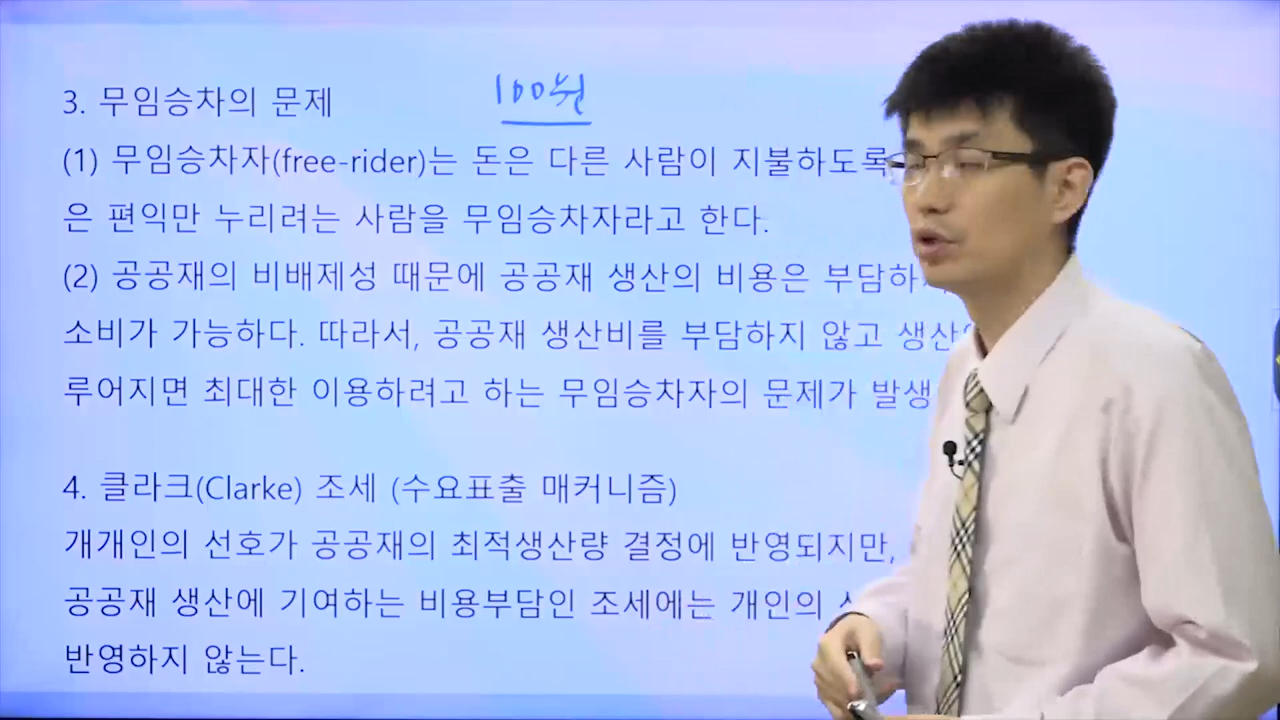 3. 무임승차의 문제
100원
(1) 무임승차자(free-rider)는 돈은 다른 사람이 지불하도록
은 편익만 누리려는 사람을 무임승차자라고 한다.
(2) 공공재의 비배제성 때문에 공공재 생산의 비용은
소비가 가능하다. 따라서, 공공재 생산비를 부담하지 않고
루어지면 최대한 이용하려고 하는 무임승차자의 문제가
4. 클라크(Clarke) 조세 (수요표출 매커니즘)
개개인의 선호가 공공재의 최적생산량 결정에 반영되지만,
공공재 생산에 기여하는 비용부담인 조세에는 개인의
반영하지 않는다.